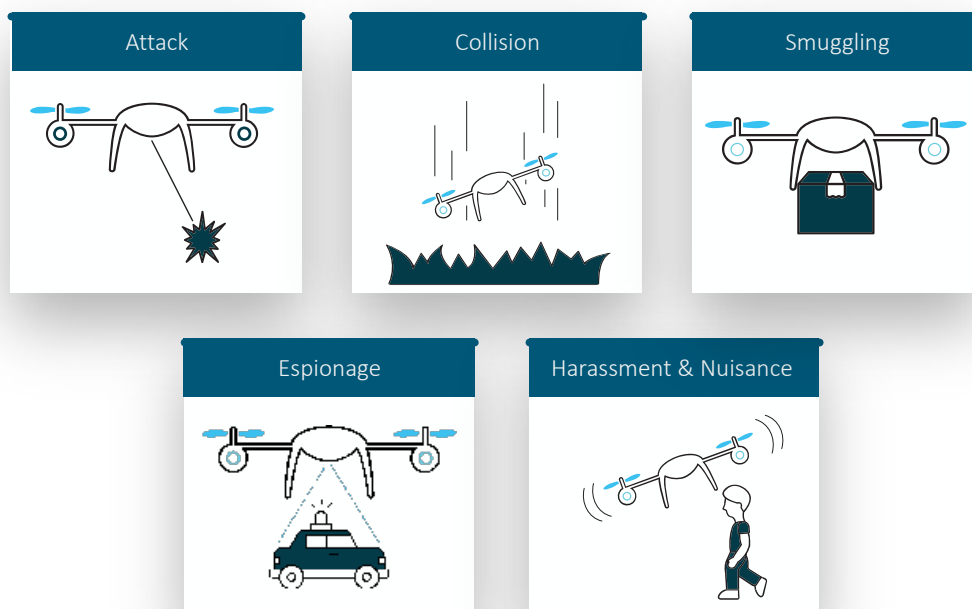 Attack
Collision
Smuggling
Espionage
Harassment & Nuisance